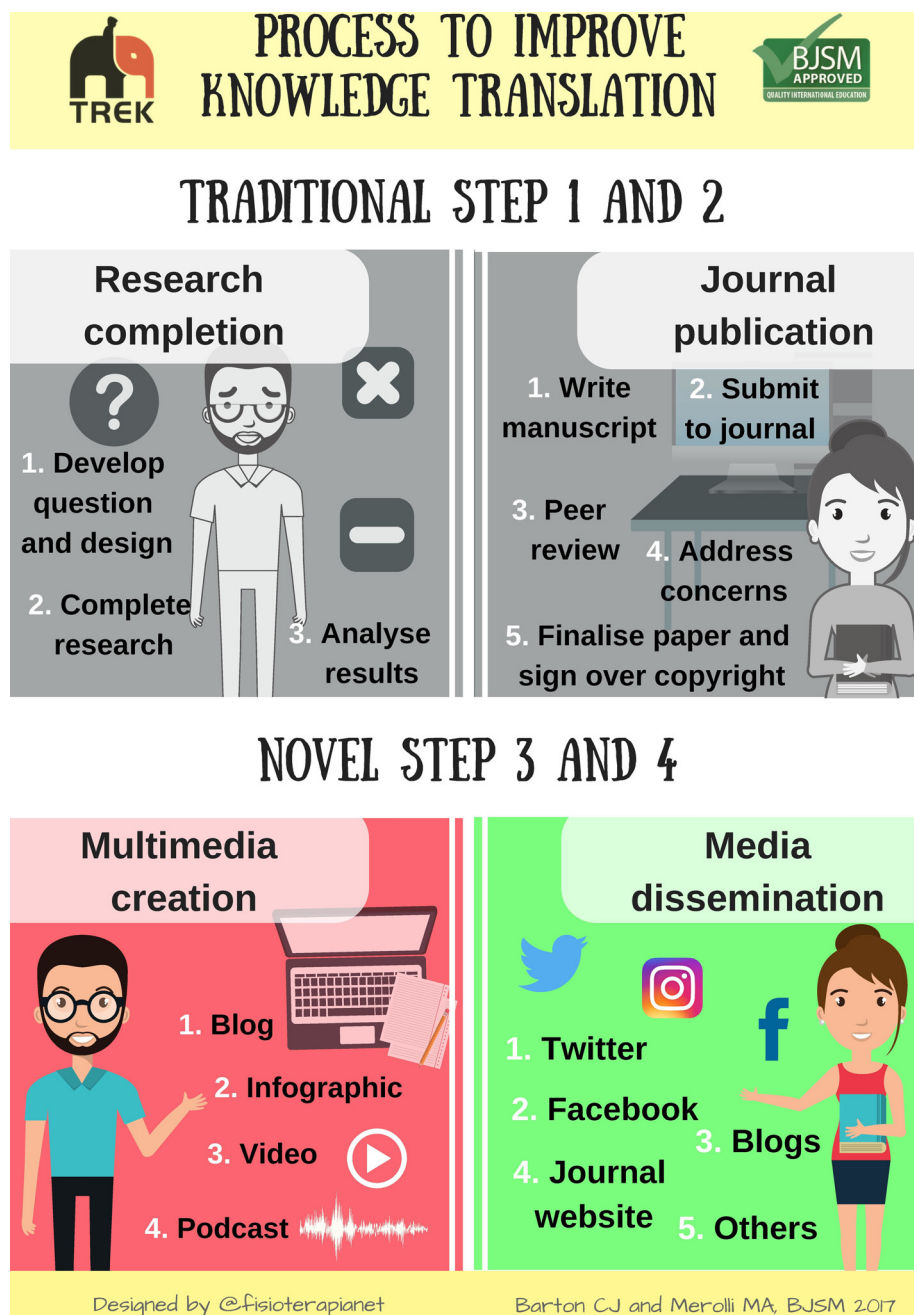 PROCESS TO IMPROVE
KNOWLEDGE TRANSLATION
TREK
BJSM
APPROVED
QUALITY INTERNATIONAL EDUCATION
TRADITIONAL STEP 1 AND 2
Research
completion
1. Develop
question
and design
2. Complete
research
3. Analyse
results
Journal
publication
1. Write
manuscript
2. Submit
to journal
3. Peer
review
4. Address
concerns
5. Finalise paper and
sign over copyright
NOVEL STEP 3 AND 4
Multimedia
creation
1. Blog
2. Infographic
3. Video
4. Podcast
Media
dissemination
1. Twitter
2. Facebook
3. Blogs
4. Journal
website
5. Others
Designed by @fisioterapianet
Barton CJ and Merolli MA, BJSM 2017